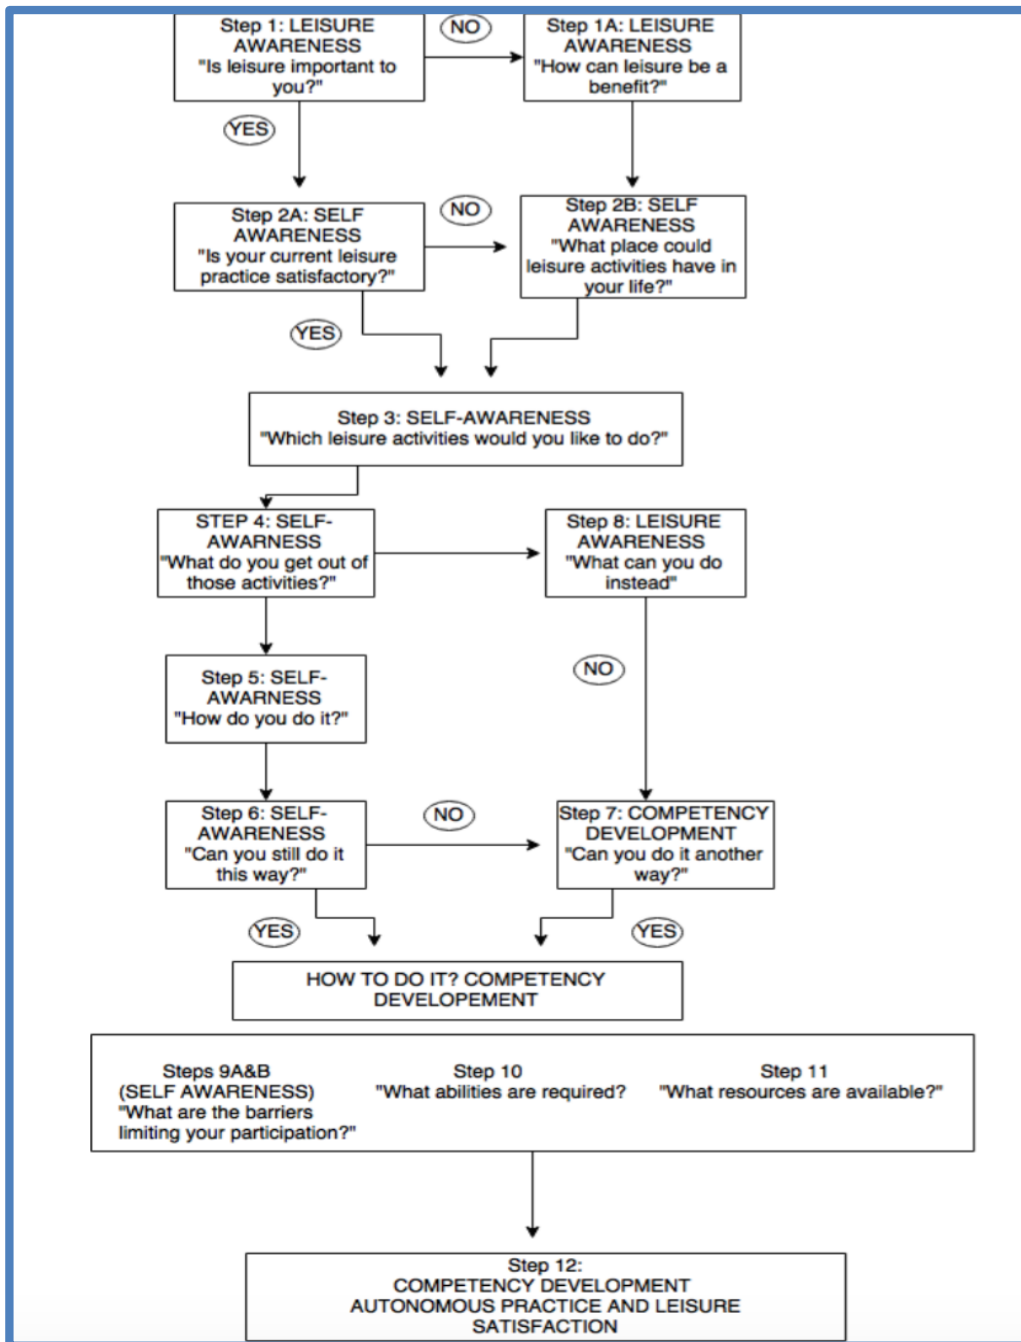 Step 1: LEISURE
AWARENESS
"Is leisure important to
you?"
NO
Step 1A: LEISURE
AWARENESS
"How can leisure be a
benefit?"
YES
Step 2A: SELF
AWARENESS
"Is your current leisure
practice satisfactory?"
NO
Step 2B: SELF
AWARENESS
"What place could
leisure activities have in
your life?"
YES
Step 3: SELF-AWARENESS
"Which leisure activities would you like to do?"
STEP 4: SELF-
AWARNESS
"What do you get out of
those activities?"
Step 8: LEISURE
AWARENESS
"What can you do
instead"
Step 5: SELF-
AWARNESS
"How do you do it?"
NO
Step 6: SELF-
AWARENESS
"Can you still do it
this way?"
NO
Step 7: COMPETENCY
DEVELOPMENT
"Can you do it another
way?"
YES
YES
HOW TO DO IT? COMPETENCY
DEVELOPEMENT
Steps 9A&B
(SELF AWARENESS)
"What are the barriers
limiting your participation?"
Step 10
"What abilities are required?
Step 11
"What resources are available?"
Step 12:
COMPETENCY DEVELOPMENT
AUTONOMOUS PRACTICE AND LEISURE
SATISFACTION